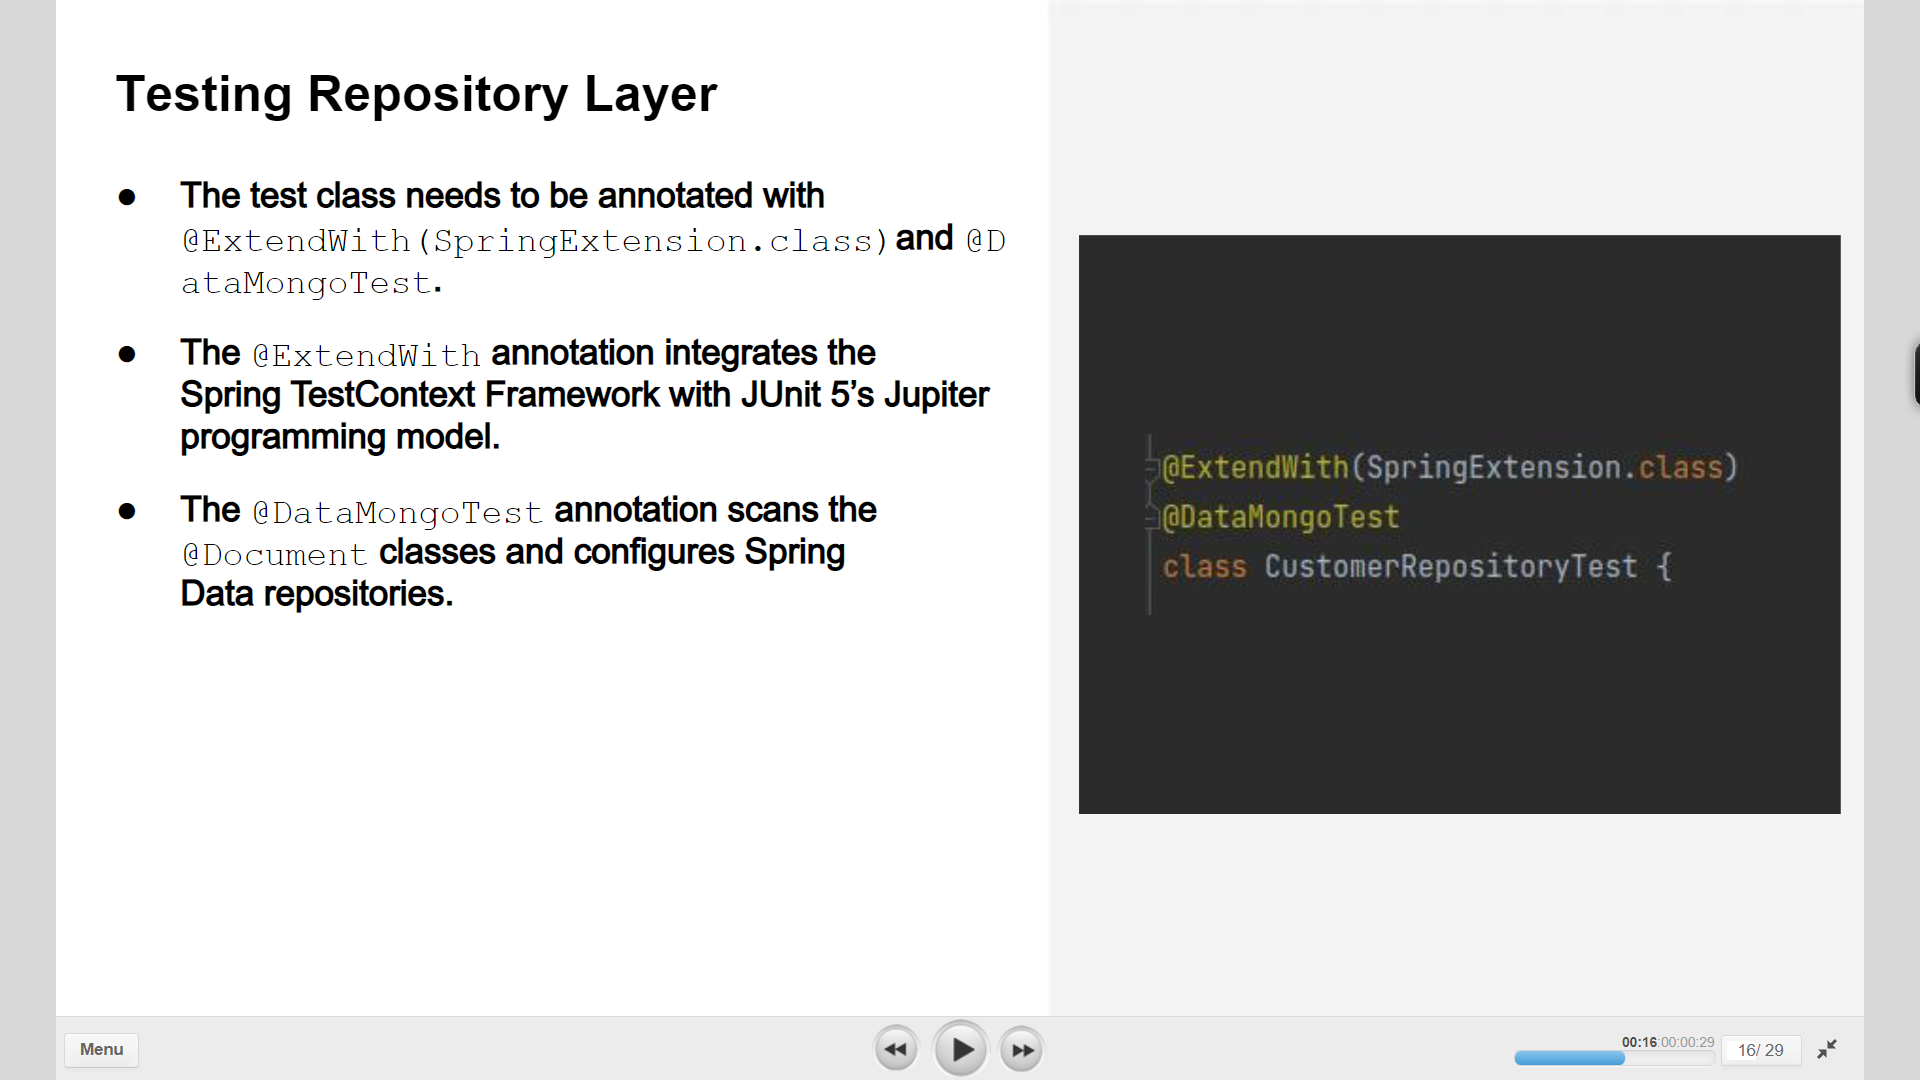 Testing Repository Layer
● The test class needs to be annotated with
@ExtendWith(SpringExtension.class) and @D
ataMongoTest.
● The @ExtendWith annotation integrates the
Spring TestContext Framework with JUnit 5’s Jupiter
programming model.
● The @DataMongoTest annotation scans the
@Document classes and configures Spring
Data repositories.
@ExtendWith(SpringExtension.class)
@DataMongoTest
class CustomerRepositoryTest {
Menu
00:16:00:00:29
16/ 29